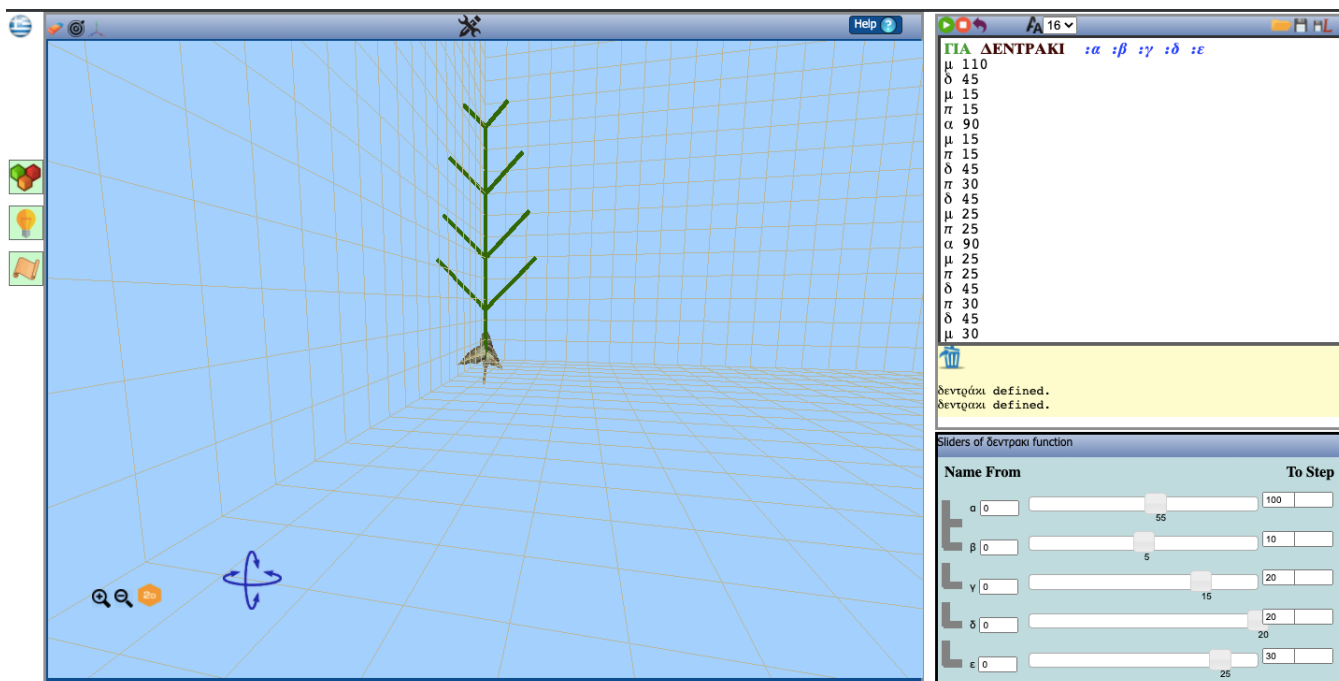 Help ?
16
ΓΙΑ ΔΕΝΤΡΑΚΙ :α :β :γ :δ :ε
μ 110
δ 45
μ 15
π 15
α 90
μ 15
π 15
δ 45
π 30
δ 45
μ 25
π 25
α 90
μ 25
π 25
δ 45
π 30
δ 45
μ 30
δεντράκι defined.
δεντρακι defined.
Sliders of δεντρακι function
Name From To Step
α 0 100
55
β 0 10
5
γ 0 20
15
δ 0 20
20
ε 0 30
25
2D